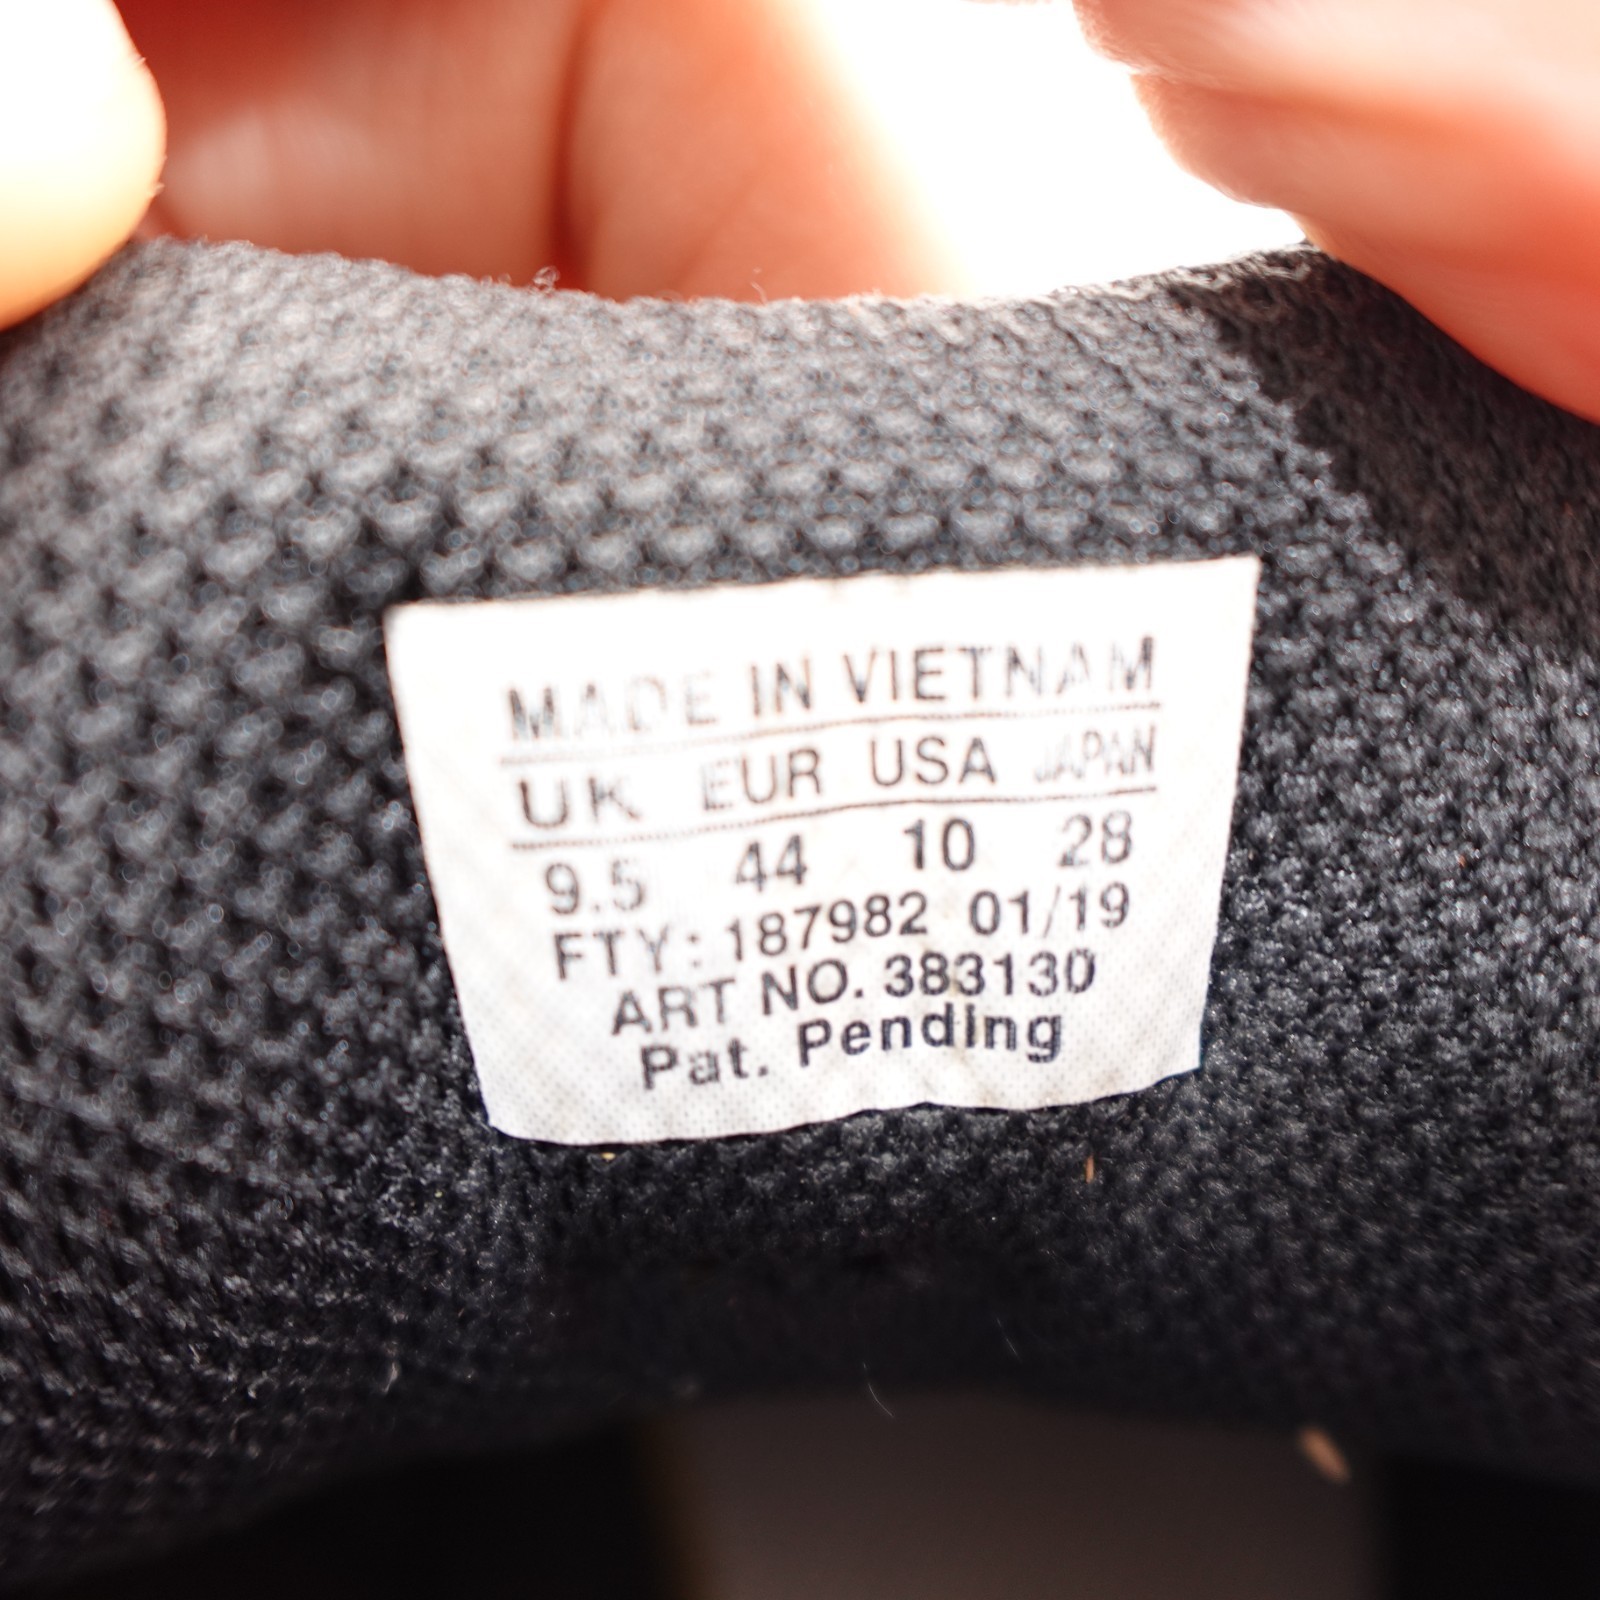 MADE IN VIETNAM
UK EUR USA JAPAN
9.5 44 10 28
FTY: 187982 01/19
ART NO. 383130
Pat. Pending